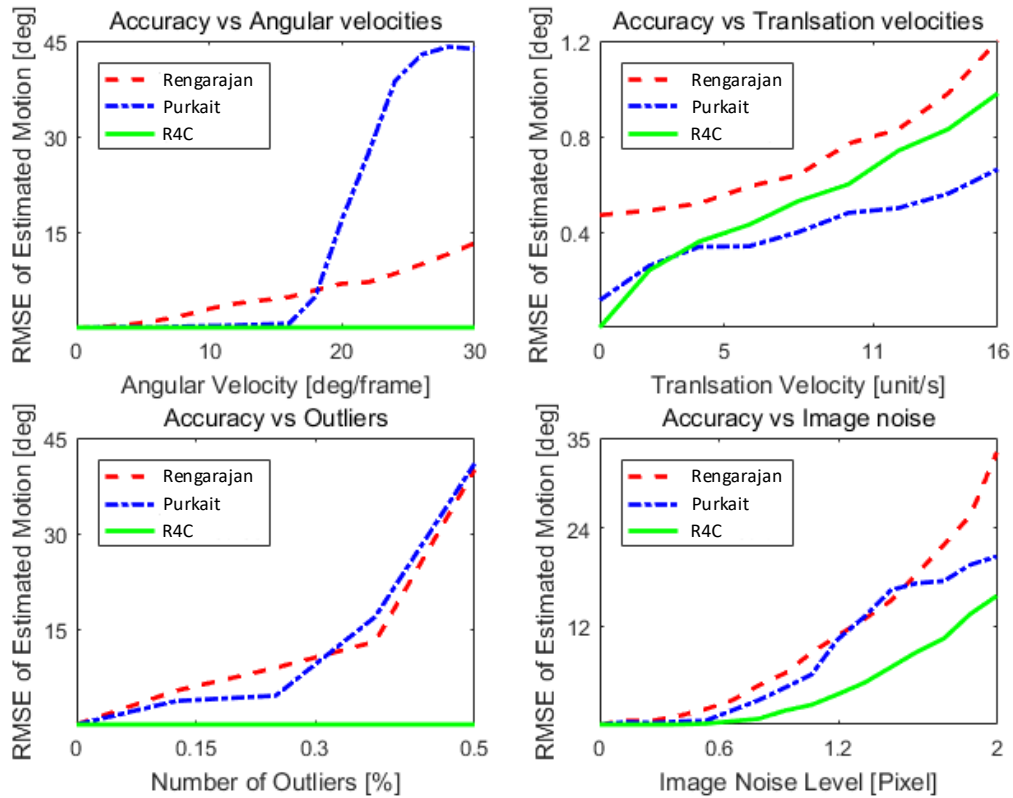 Accuracy vs Angular velocities
RMSE of Estimated Motion [deg]
45
30
15
Rengarajan
Purkait
R4C
0
10
20
30
Angular Velocity [deg/frame]
Accuracy vs Tranlsation velocities
RMSE of Estimated Motion [deg]
1.2
0.8
0.4
Rengarajan
Purkait
R4C
0
5
11
16
Tranlsation Velocity [unit/s]
Accuracy vs Outliers
RMSE of Estimated Motion [deg]
45
30
15
Rengarajan
Purkait
R4C
0
0.15
0.3
0.5
Number of Outliers [%]
Accuracy vs Image noise
RMSE of Estimated Motion [deg]
35
24
12
Rengarajan
Purkait
R4C
0
0.6
1.2
2
Image Noise Level [Pixel]